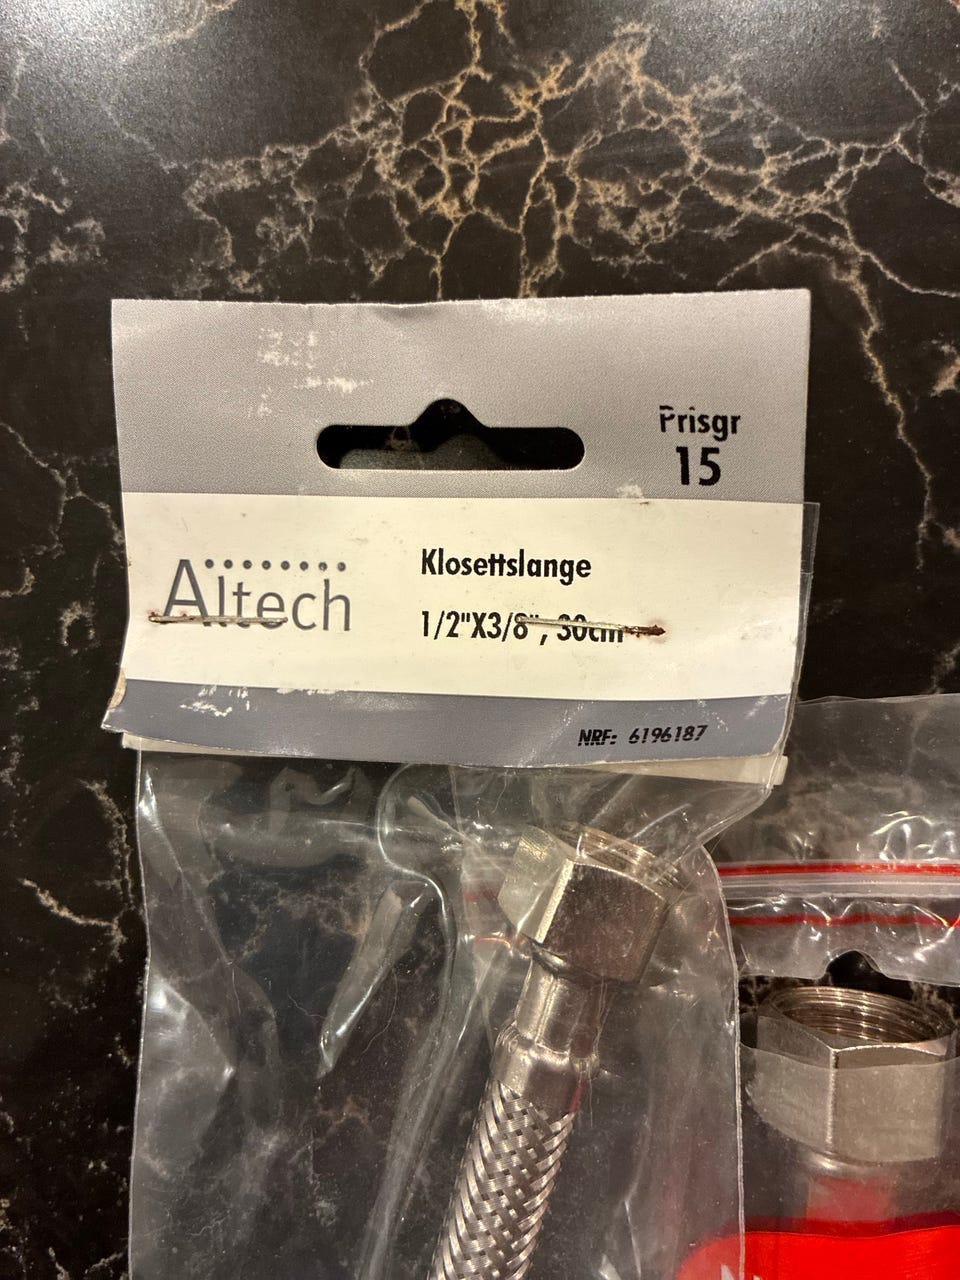 Prisgr
15
Altech
Klosettslange
1/2"X3/8", 30cm
NRF: 6196187